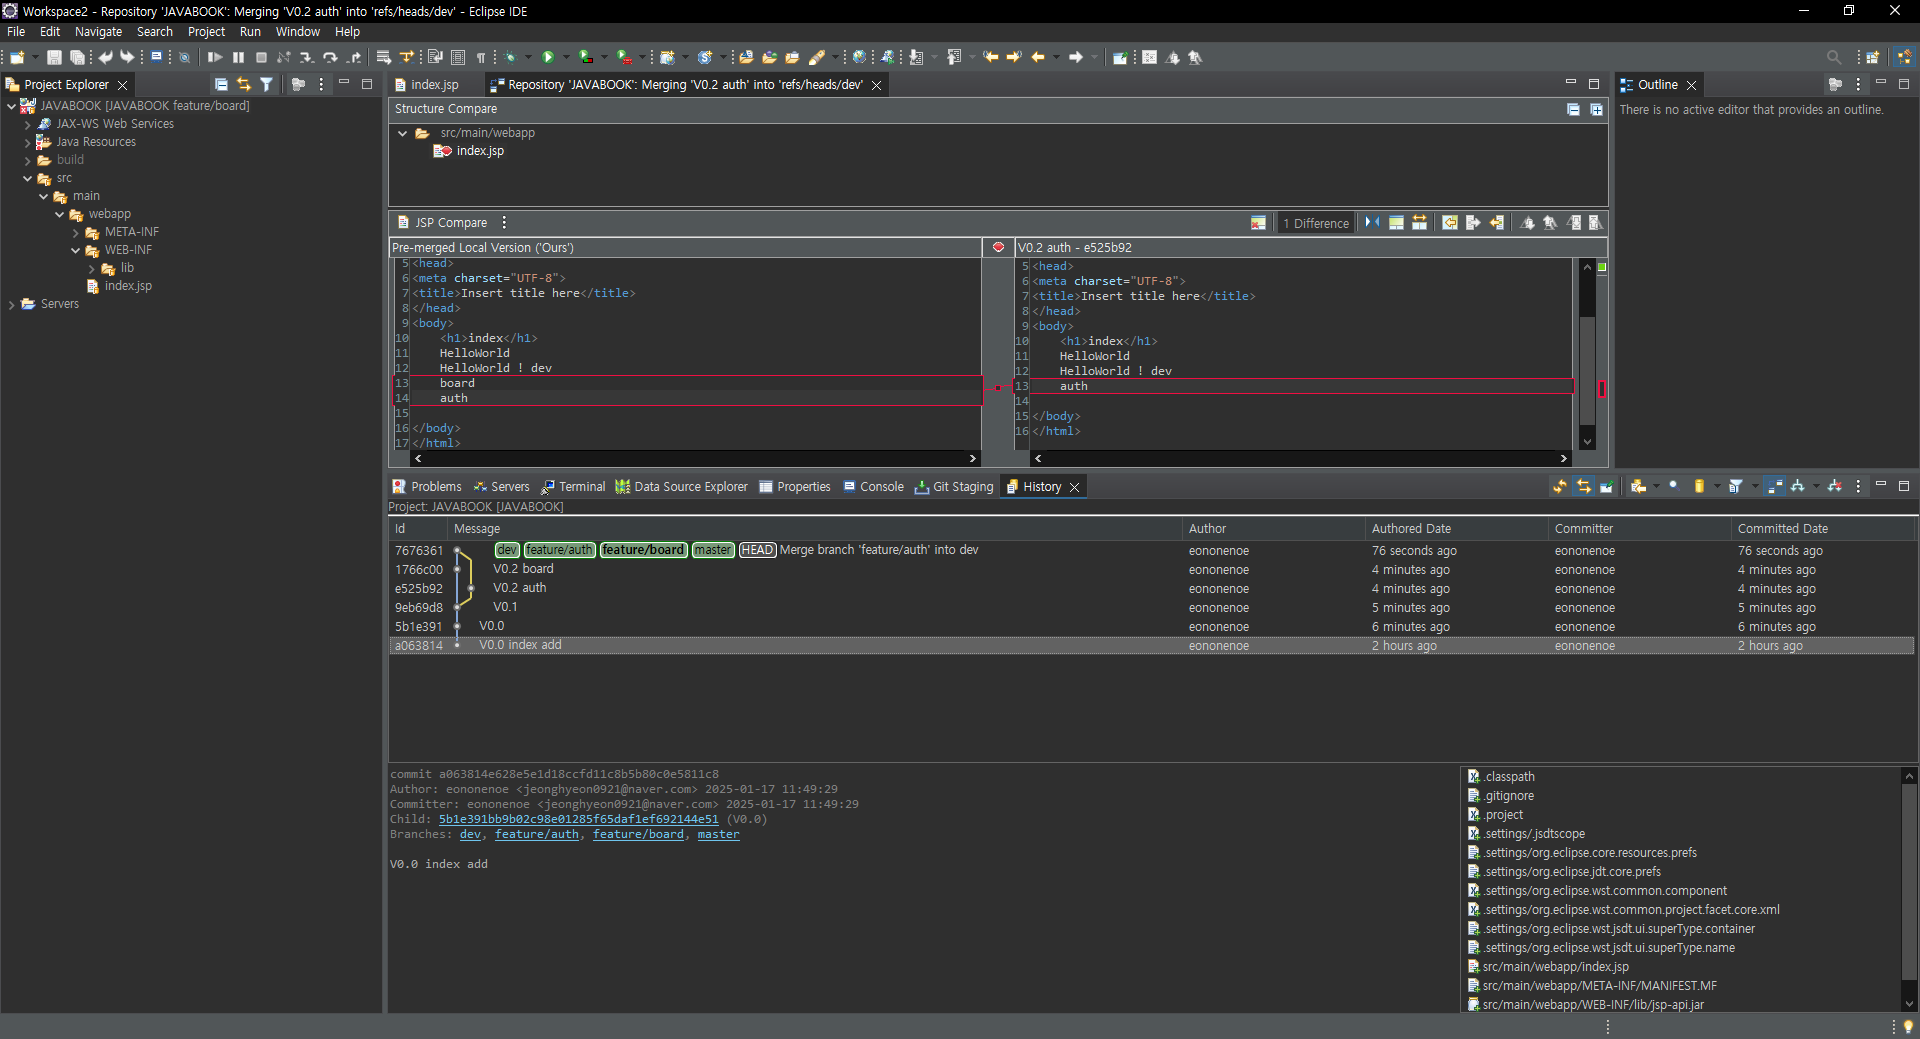 Workspace2 - Repository 'JAVABOOK': Merging 'V0.2 auth' into 'refs/heads/dev' - Eclipse IDE
File Edit Navigate Search Project Run Window Help
Project Explorer
JAVABOOK [JAVABOOK feature/board]
JAX-WS Web Services
Java Resources
build
src
main
webapp
META-INF
WEB-INF
lib
index.jsp
Servers
index.jsp
Repository 'JAVABOOK': Merging 'V0.2 auth' into 'refs/heads/dev'
Structure Compare
src/main/webapp
index.jsp
JSP Compare
1 Difference
Pre-merged Local Version ('Ours')
5 <head>
6 <meta charset="UTF-8">
7 <title>Insert title here</title>
8 </head>
9 <body>
10 <h1>index</h1>
11 HelloWorld
12 HelloWorld ! dev
13 board
14 auth
15
16 </body>
17 </html>
V0.2 auth - e525b92
5 <head>
6 <meta charset="UTF-8">
7 <title>Insert title here</title>
8 </head>
9 <body>
10 <h1>index</h1>
11 HelloWorld
12 HelloWorld ! dev
13 auth
14
15 </body>
16 </html>
Outline
There is no active editor that provides an outline.
Problems Servers Terminal Data Source Explorer Properties Console Git Staging History
Project: JAVABOOK [JAVABOOK]
Id Message Author Authored Date Committer Committed Date
7676361 dev feature/auth feature/board master HEAD Merge branch 'feature/auth' into dev eononenoe 76 seconds ago eononenoe 76 seconds ago
1766c00 V0.2 board eononenoe 4 minutes ago eononenoe 4 minutes ago
e525b92 V0.2 auth eononenoe 4 minutes ago eononenoe 4 minutes ago
9eb69d8 V0.1 eononenoe 5 minutes ago eononenoe 5 minutes ago
5b1e391 V0.0 eononenoe 6 minutes ago eononenoe 6 minutes ago
a063814 V0.0 index add eononenoe 2 hours ago eononenoe 2 hours ago
commit a063814e628e5e1d18ccfd11c8b5b80c0e5811c8
Author: eononenoe <jeonghyeon0921@naver.com> 2025-01-17 11:49:29
Committer: eononenoe <jeonghyeon0921@naver.com> 2025-01-17 11:49:29
Child: 5b1e391bb9b02c98e01285f65daf1ef692144e51 (V0.0)
Branches: dev, feature/auth, feature/board, master
V0.0 index add
.classpath
.gitignore
.project
.settings/.jsdtscope
.settings/org.eclipse.core.resources.prefs
.settings/org.eclipse.jdt.core.prefs
.settings/org.eclipse.wst.common.component
.settings/org.eclipse.wst.common.project.facet.core.xml
.settings/org.eclipse.wst.jsdt.ui.superType.container
.settings/org.eclipse.wst.jsdt.ui.superType.name
src/main/webapp/index.jsp
src/main/webapp/META-INF/MANIFEST.MF
src/main/webapp/WEB-INF/lib/jsp-api.jar